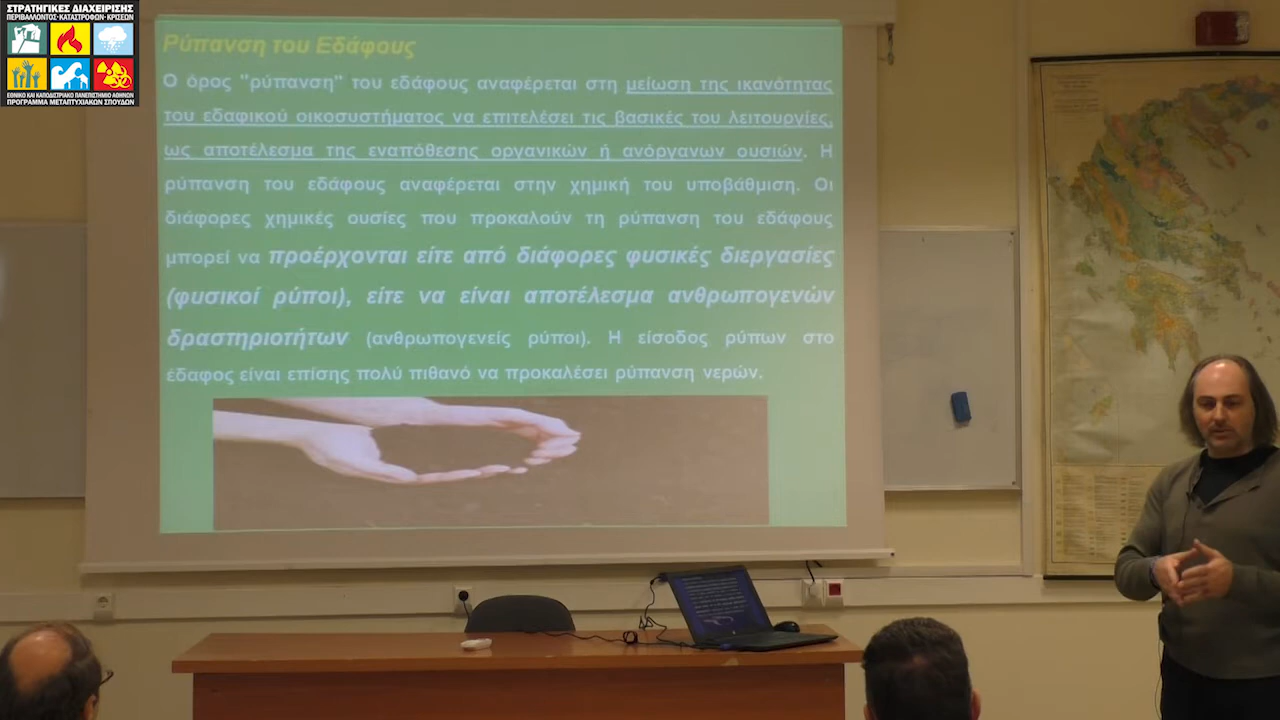 ΣΤΡΑΤΗΓΙΚΕΣ ΔΙΑΧΕΙΡΙΣΗΣ
ΠΕΡΙΒΑΛΛΟΝΤΟΣ·ΚΑΤΑΣΤΡΟΦΩΝ·ΚΡΙΣΕΩΝ
ΕΘΝΙΚΟ ΚΑΙ ΚΑΠΟΔΙΣΤΡΙΑΚΟ ΠΑΝΕΠΙΣΤΗΜΙΟ ΑΘΗΝΩΝ
ΠΡΟΓΡΑΜΜΑ ΜΕΤΑΠΤΥΧΙΑΚΩΝ ΣΠΟΥΔΩΝ
Ρύπανση του Εδάφους
Ο όρος "ρύπανση" του εδάφους αναφέρεται στη μείωση της ικανότητας
του εδαφικού οικοσυστήματος να επιτελέσει τις βασικές του λειτουργίες,
ως αποτέλεσμα της εναπόθεσης οργανικών ή ανόργανων ουσιών. Η
ρύπανση του εδάφους αναφέρεται στην χημική του υποβάθμιση. Οι
διάφορες χημικές ουσίες που προκαλούν τη ρύπανση του εδάφους
μπορεί να προέρχονται είτε από διάφορες φυσικές διεργασίες
(φυσικοί ρύποι), είτε να είναι αποτέλεσμα ανθρωπογενών
δραστηριοτήτων (ανθρωπογενείς ρύποι). Η είσοδος ρύπων στο
έδαφος είναι επίσης πολύ πιθανό να προκαλέσει ρύπανση νερών.